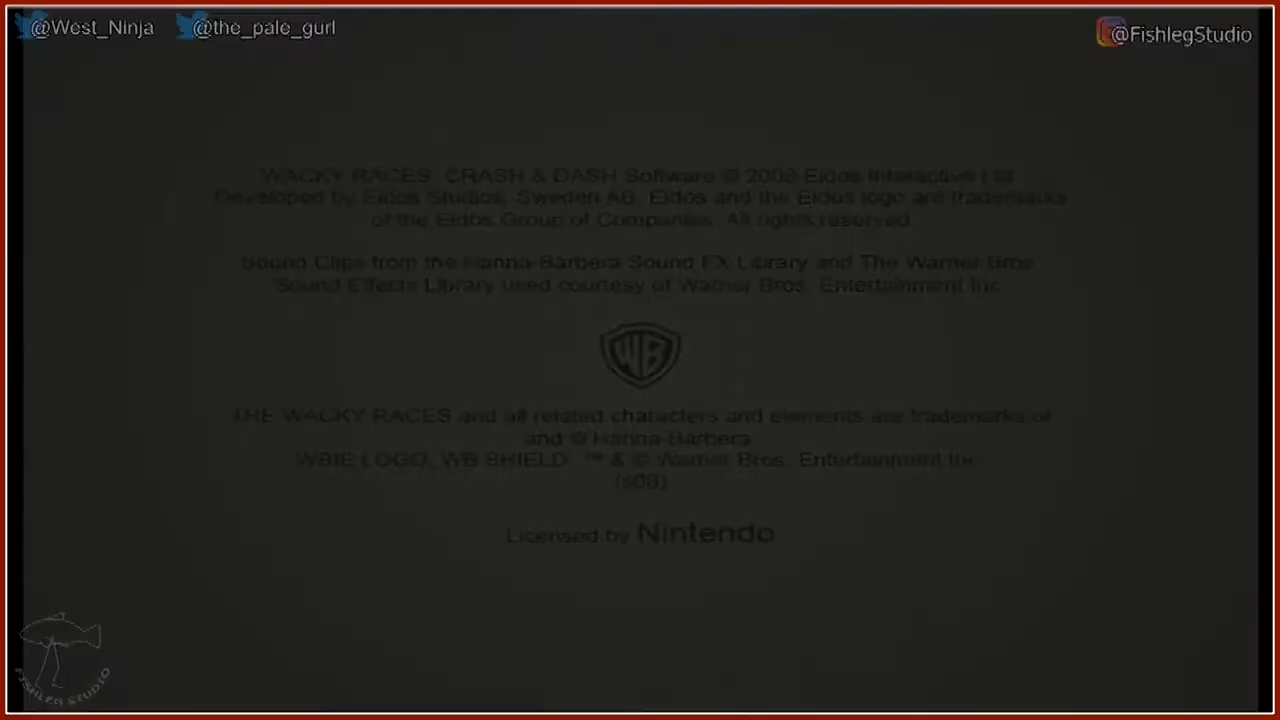 @West_Ninja @the_pale_gurl @FishlegStudio
WACKY RACES: CRASH & DASH Software © 2008 Eidos Interactive Ltd
Developed by Eidos Studios, Sweden AB. Eidos and the Eidos logo are trademarks
of the Eidos Group of Companies. All rights reserved
Sound Clips from the Hanna-Barbera Sound FX Library and The Warner Bros.
Sound Effects Library used courtesy of Warner Bros. Entertainment Inc.
WB
THE WACKY RACES and all related characters and elements are trademarks of
and © Hanna-Barbera.
WBIE LOGO, WB SHIELD: ™ & © Warner Bros. Entertainment Inc.
(s08)
Licensed by Nintendo
FISHLEG STUDIO